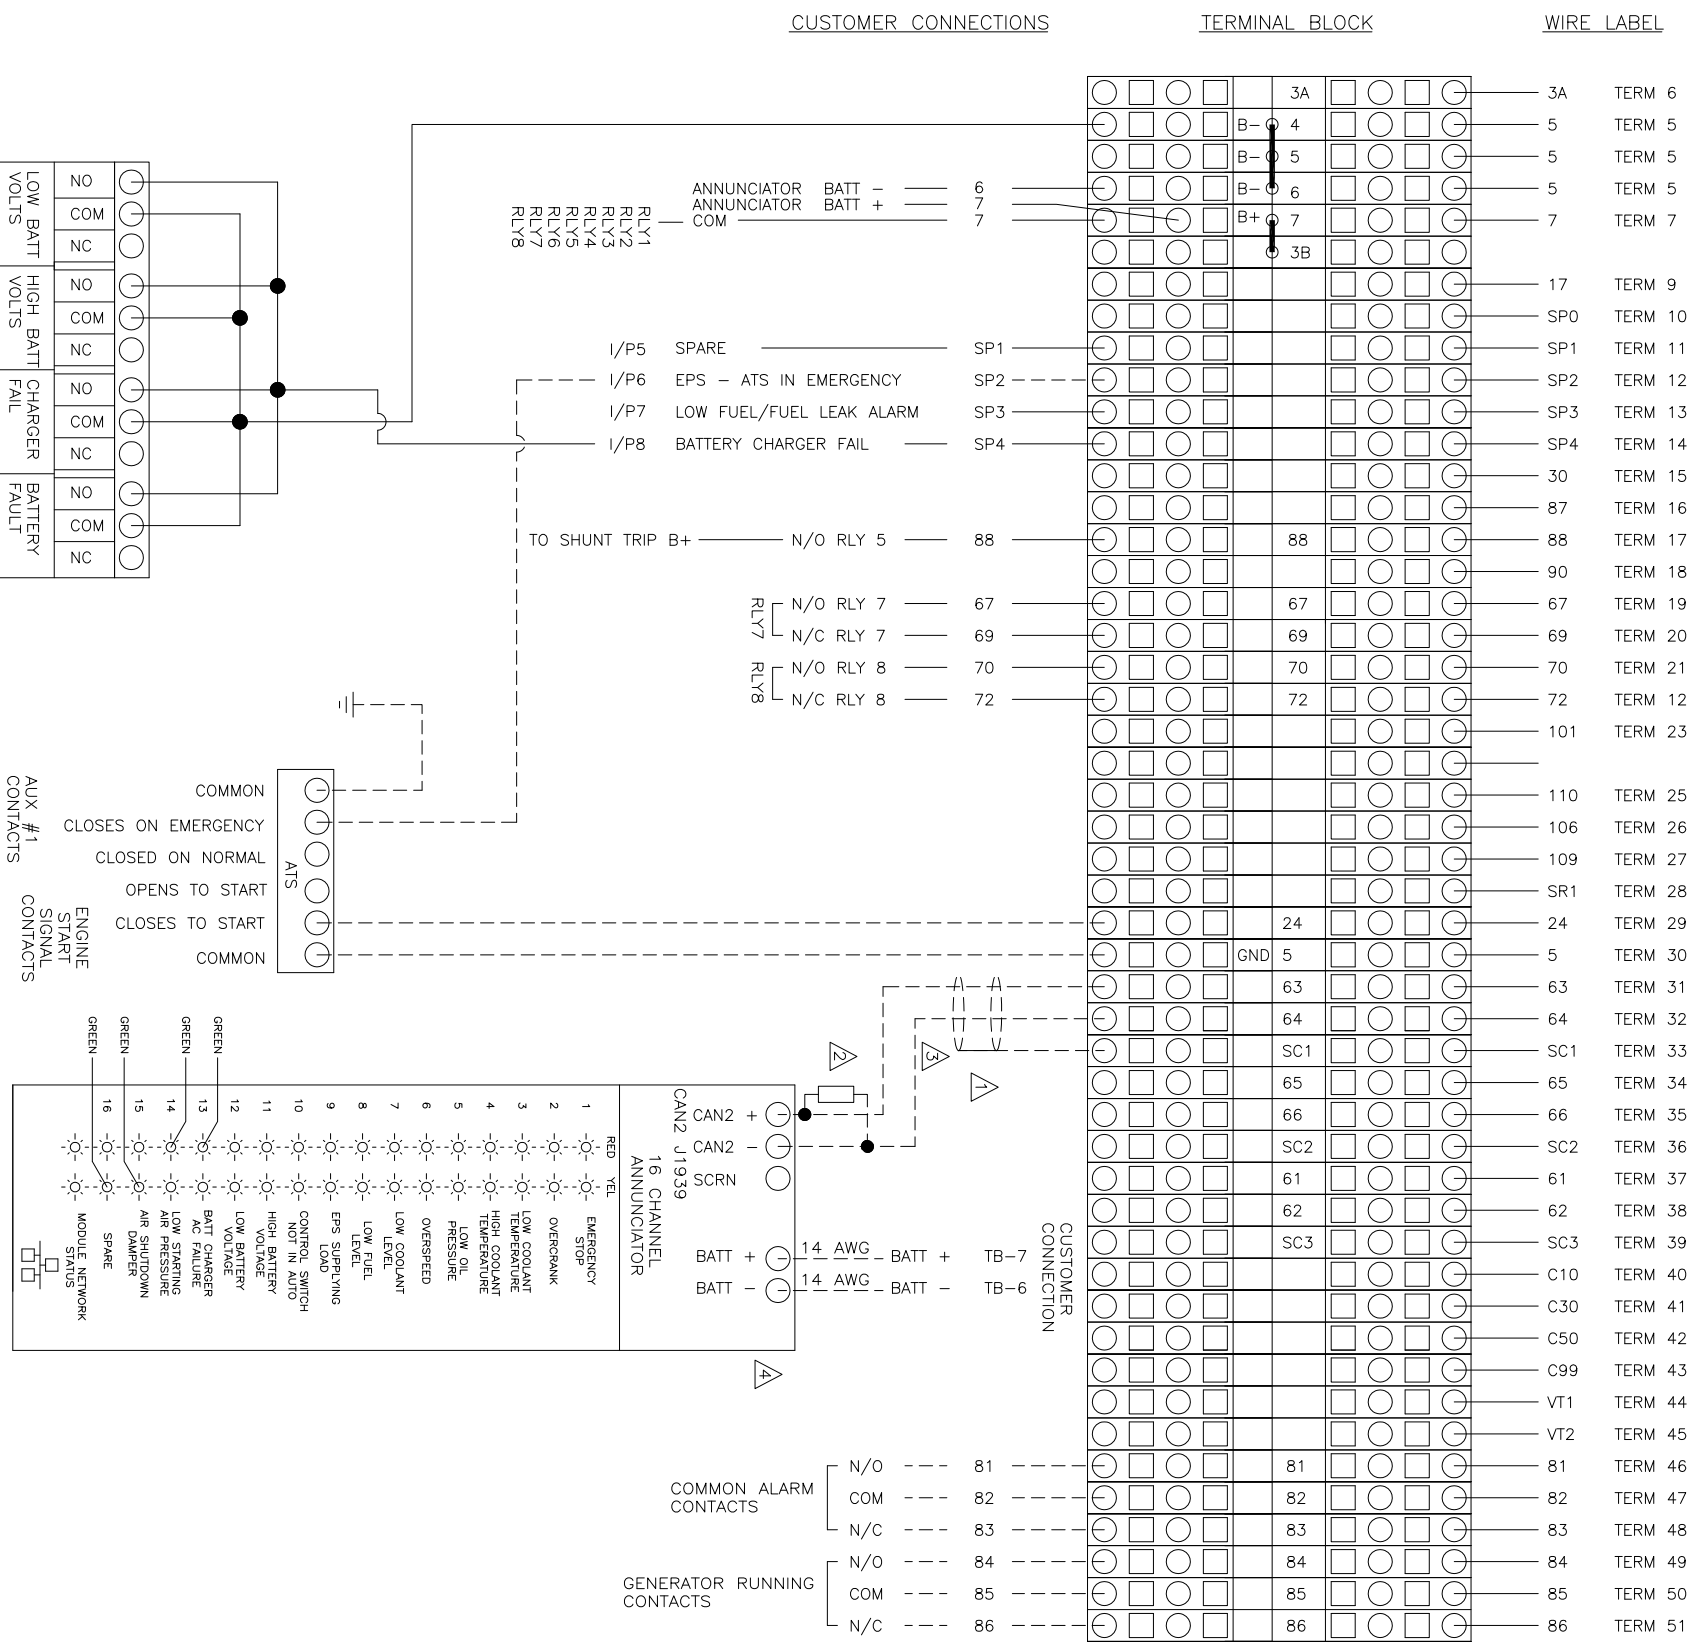 CUSTOMER CONNECTIONS
TERMINAL BLOCK
WIRE LABEL
3A 3A TERM 6
B- 4 5 TERM 5
B- 5 5 TERM 5
ANNUNCIATOR BATT - 6 B- 6 5 TERM 5
ANNUNCIATOR BATT + 7
COM 7 B+ 7 7 TERM 7
RLY1
RLY2
RLY3
RLY4
RLY5
RLY6
RLY7
RLY8
3B
17 TERM 9
SP0 TERM 10
I/P5 SPARE SP1 SP1 TERM 11
I/P6 EPS - ATS IN EMERGENCY SP2 SP2 TERM 12
I/P7 LOW FUEL/FUEL LEAK ALARM SP3 SP3 TERM 13
I/P8 BATTERY CHARGER FAIL SP4 SP4 TERM 14
30 TERM 15
87 TERM 16
TO SHUNT TRIP B+ N/O RLY 5 88 88 88 TERM 17
90 TERM 18
RLY7
N/O RLY 7 67 67 67 TERM 19
N/C RLY 7 69 69 69 TERM 20
RLY8
N/O RLY 8 70 70 70 TERM 21
N/C RLY 8 72 72 72 TERM 12
101 TERM 23
110 TERM 25
106 TERM 26
109 TERM 27
SR1 TERM 28
24 24 TERM 29
GND 5 5 TERM 30
63 63 TERM 31
64 64 TERM 32
SC1 SC1 TERM 33
65 65 TERM 34
66 66 TERM 35
SC2 SC2 TERM 36
61 61 TERM 37
62 62 TERM 38
SC3 SC3 TERM 39
C10 TERM 40
C30 TERM 41
C50 TERM 42
C99 TERM 43
VT1 TERM 44
VT2 TERM 45
COMMON ALARM
CONTACTS
N/O 81 81 81 TERM 46
COM 82 82 82 TERM 47
N/C 83 83 83 TERM 48
GENERATOR RUNNING
CONTACTS
N/O 84 84 84 TERM 49
COM 85 85 85 TERM 50
N/C 86 86 86 TERM 51
LOW BATT
VOLTS
NO
COM
NC
HIGH BATT
VOLTS
NO
COM
NC
CHARGER
FAIL
NO
COM
NC
BATTERY
FAULT
NO
COM
NC
AUX #1
CONTACTS
COMMON
CLOSES ON EMERGENCY
CLOSED ON NORMAL
ENGINE
START
SIGNAL
CONTACTS
OPENS TO START
CLOSES TO START
COMMON
ATS
1
2
3
4
CAN2 J1939
CAN2 +
CAN2 -
SCRN
16 CHANNEL
ANNUNCIATOR
BATT + 14 AWG BATT + TB-7
BATT - 14 AWG BATT - TB-6
CUSTOMER
CONNECTION
RED
YEL
GREEN
GREEN
GREEN
GREEN
1 EMERGENCY
STOP
2 OVERCRANK
3 LOW COOLANT
TEMPERATURE
4 HIGH COOLANT
TEMPERATURE
5 LOW OIL
PRESSURE
6 OVERSPEED
7 LOW COOLANT
LEVEL
8 LOW FUEL
LEVEL
9 EPS SUPPLYING
LOAD
10 CONTROL SWITCH
NOT IN AUTO
11 HIGH BATTERY
VOLTAGE
12 LOW BATTERY
VOLTAGE
13 BATT CHARGER
AC FAILURE
14 LOW STARTING
AIR PRESSURE
15 AIR SHUTDOWN
DAMPER
16 SPARE
MODULE NETWORK
STATUS